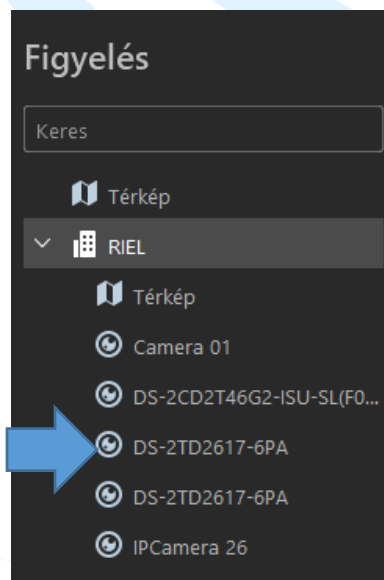 Figyelés
Keres
Térkép
RIEL
Térkép
Camera 01
DS-2CD2T46G2-ISU-SL(F0...
DS-2TD2617-6PA
DS-2TD2617-6PA
IPCamera 26